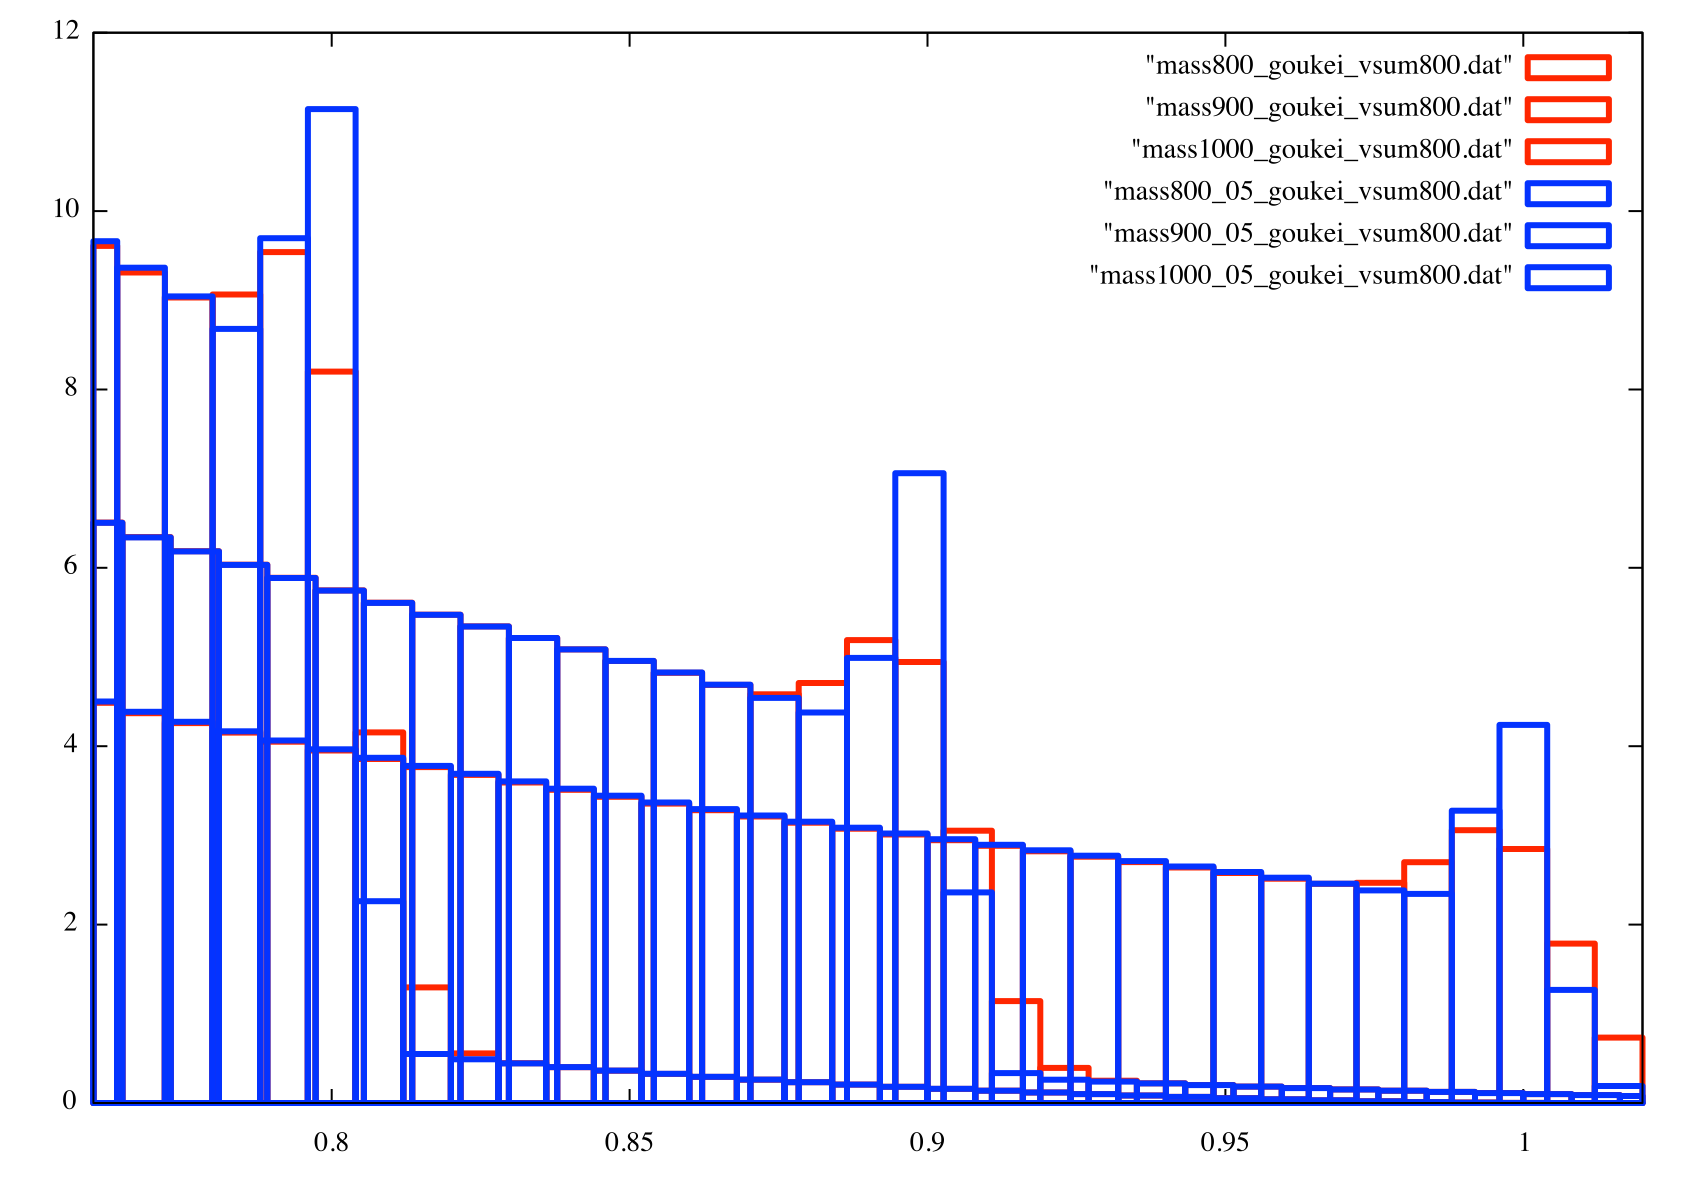 12
10
8
6
4
2
0
0.8 0.85 0.9 0.95 1
"mass800_goukei_vsum800.dat"
"mass900_goukei_vsum800.dat"
"mass1000_goukei_vsum800.dat"
"mass800_05_goukei_vsum800.dat"
"mass900_05_goukei_vsum800.dat"
"mass1000_05_goukei_vsum800.dat"